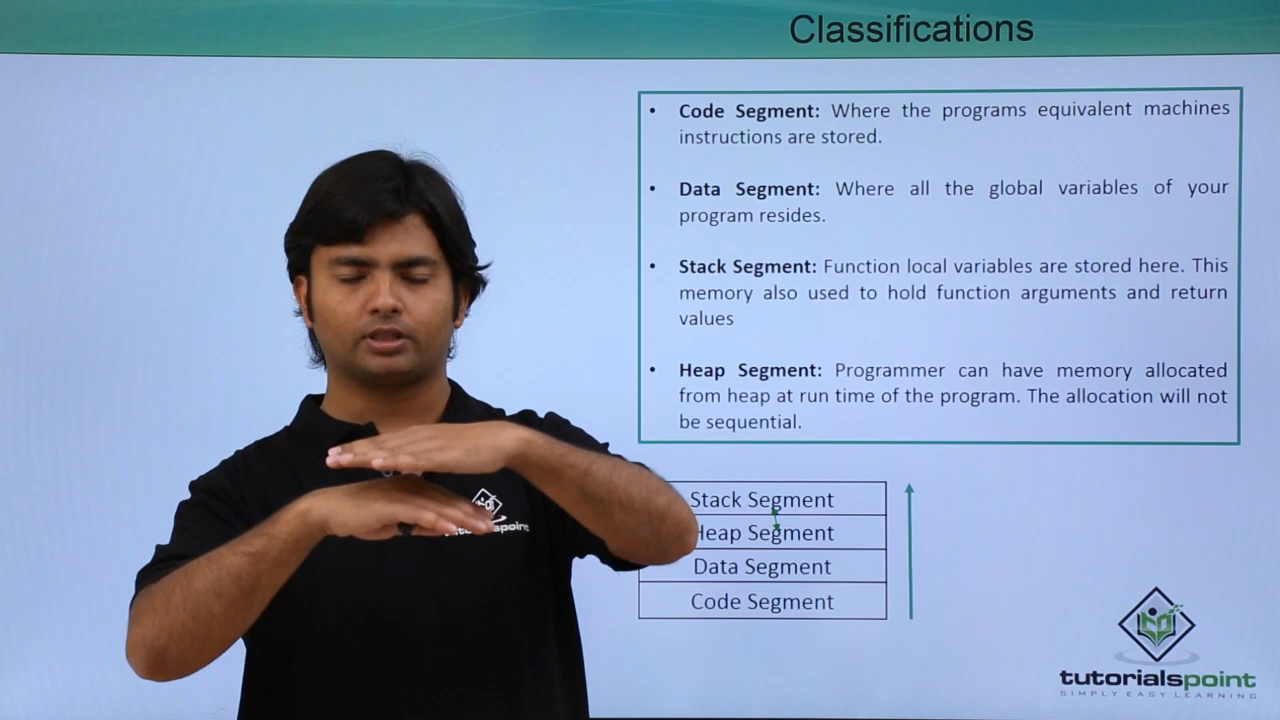 Classifications
• Code Segment: Where the programs equivalent machines
instructions are stored.
• Data Segment: Where all the global variables of your
program resides.
• Stack Segment: Function local variables are stored here. This
memory also used to hold function arguments and return
values
• Heap Segment: Programmer can have memory allocated
from heap at run time of the program. The allocation will not
be sequential.
Stack Segment
Heap Segment
Data Segment
Code Segment
tutorialspoint
SIMPLY EASY LEARNING